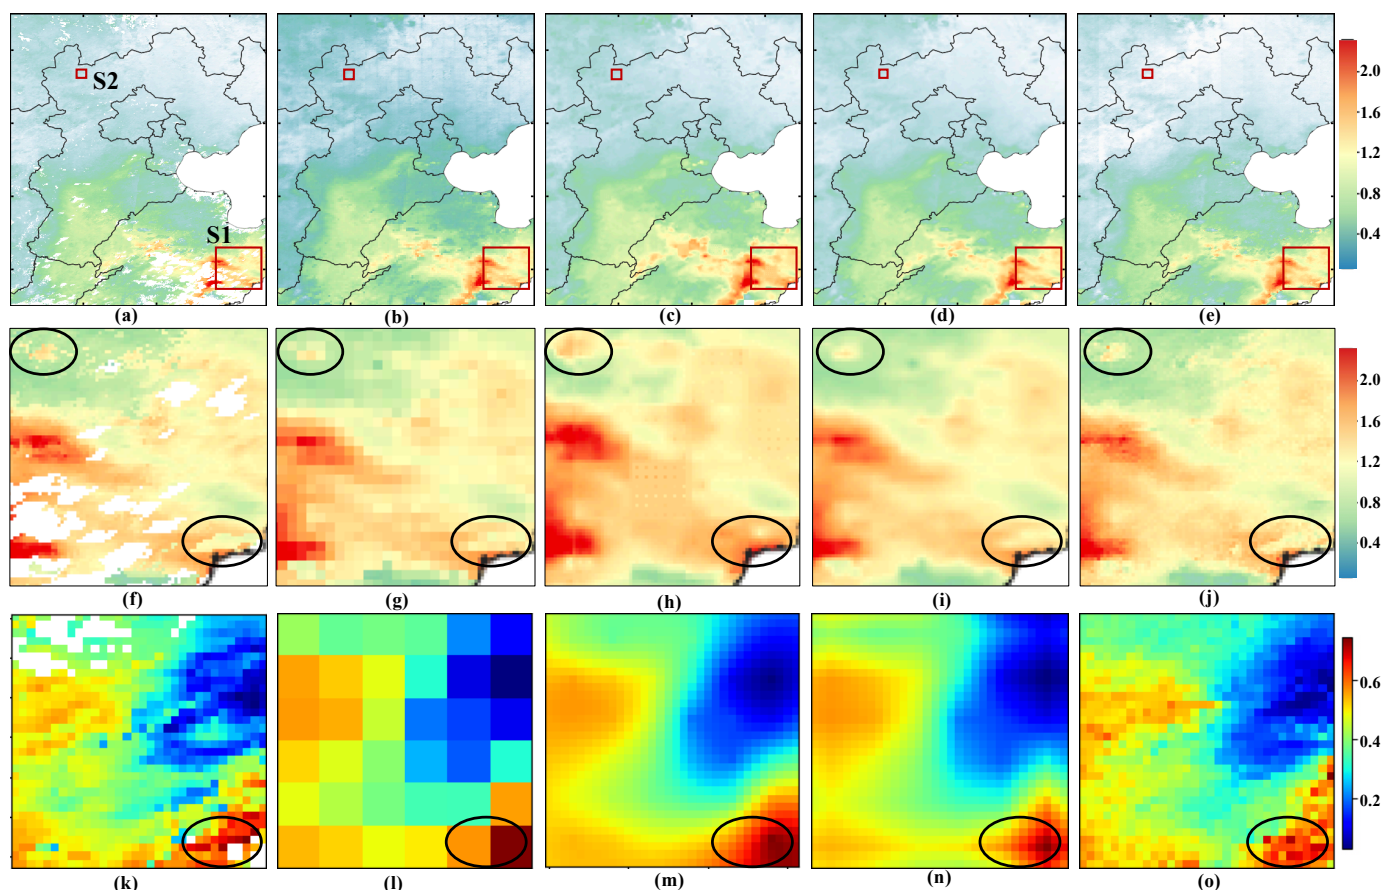 S2
S1
2.0
1.6
1.2
0.8
0.4
(a)
(b)
(c)
(d)
(e)
2.0
1.6
1.2
0.8
0.4
(f)
(g)
(h)
(i)
(j)
0.6
0.4
0.2
(k)
(l)
(m)
(n)
(o)